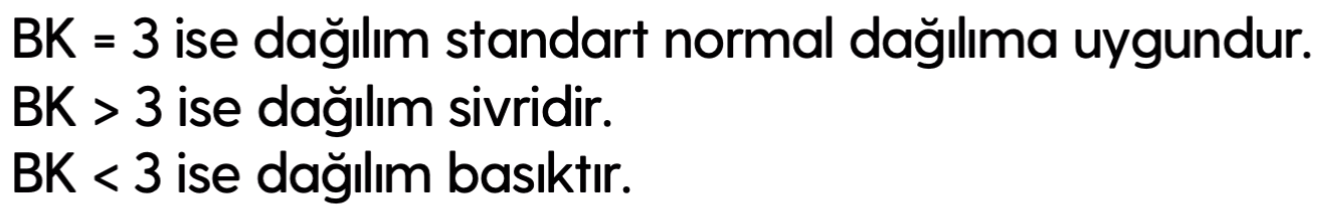 BK = 3 ise dağılım standart normal dağılıma uygundur.
BK > 3 ise dağılım sivridir.
BK < 3 ise dağılım basıktır.